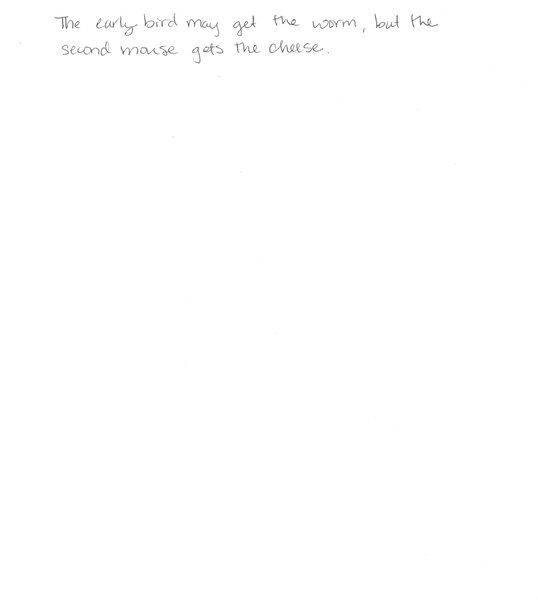 The early bird may get the worm, but the
second mouse gets the cheese.